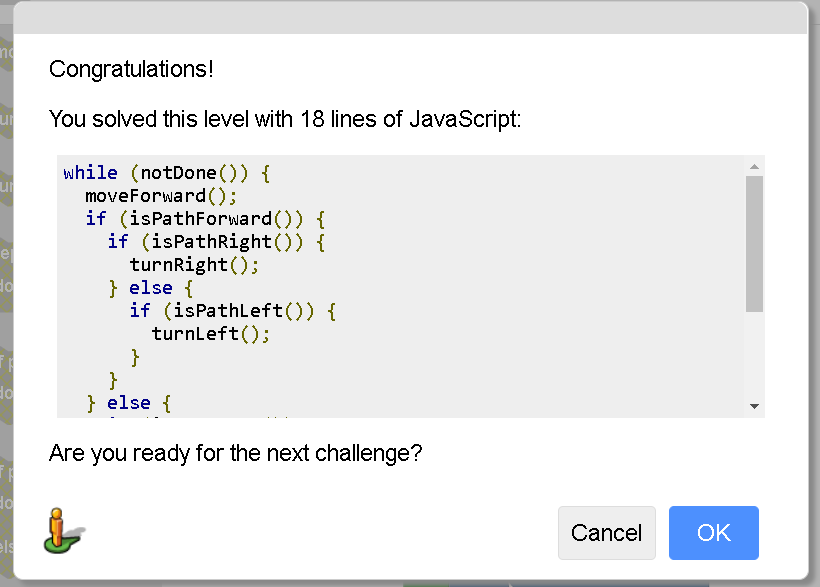 Congratulations!
You solved this level with 18 lines of JavaScript:
while (notDone()) {
  moveForward();
  if (isPathForward()) {
    if (isPathRight()) {
      turnRight();
    } else {
      if (isPathLeft()) {
        turnLeft();
      }
    }
  } else {
Are you ready for the next challenge?
Cancel
OK